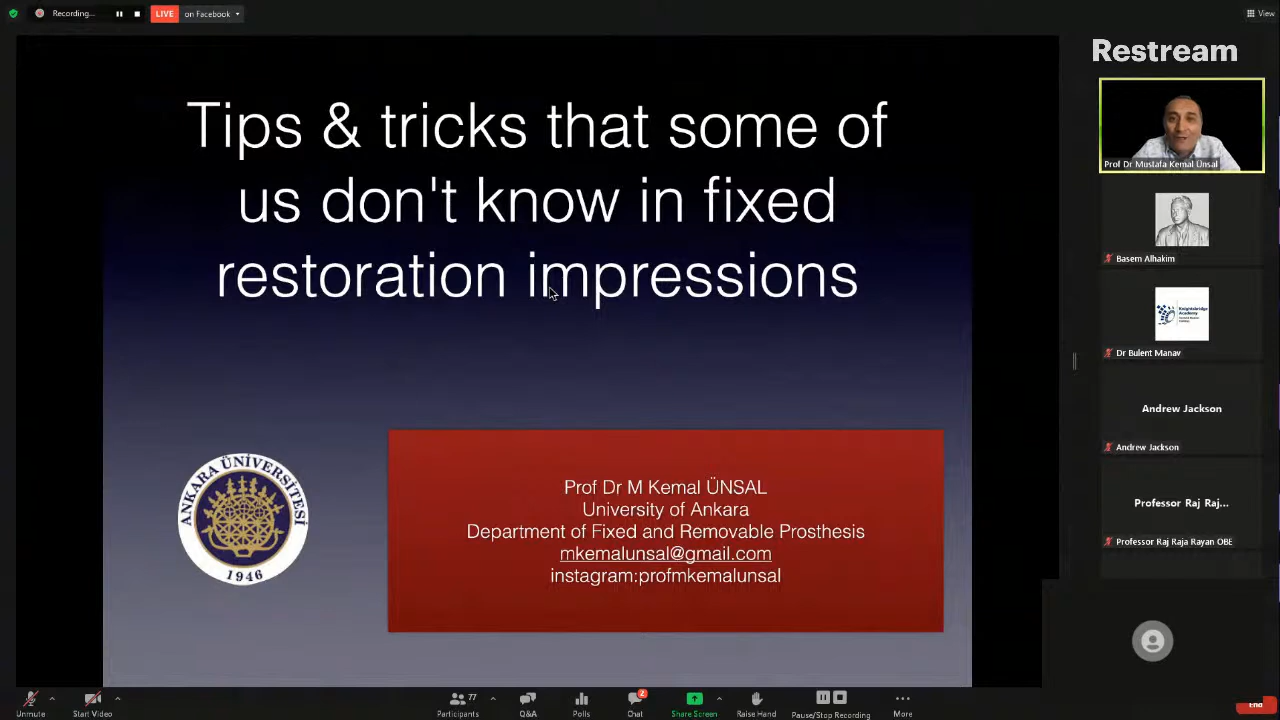 Recording...
LIVE on Facebook
View
Restream
Tips & tricks that some of
us don't know in fixed
restoration impressions
ANKARA ÜNİVERSİTESİ
1946
Prof Dr M Kemal ÜNSAL
University of Ankara
Department of Fixed and Removable Prosthesis
mkemalunsal@gmail.com
instagram:profmkemalunsal
Prof Dr Mustafa Kemal Ünsal
Basem Alhakim
Knightsbridge
Academy
Dr Bulent Manav
Andrew Jackson
Andrew Jackson
Professor Raj Raj...
Professor Raj Raja Rayan OBE
Unmute
Start Video
77
Participants
Q&A
Polls
2
Chat
Share Screen
Raise Hand
Pause/Stop Recording
More
End